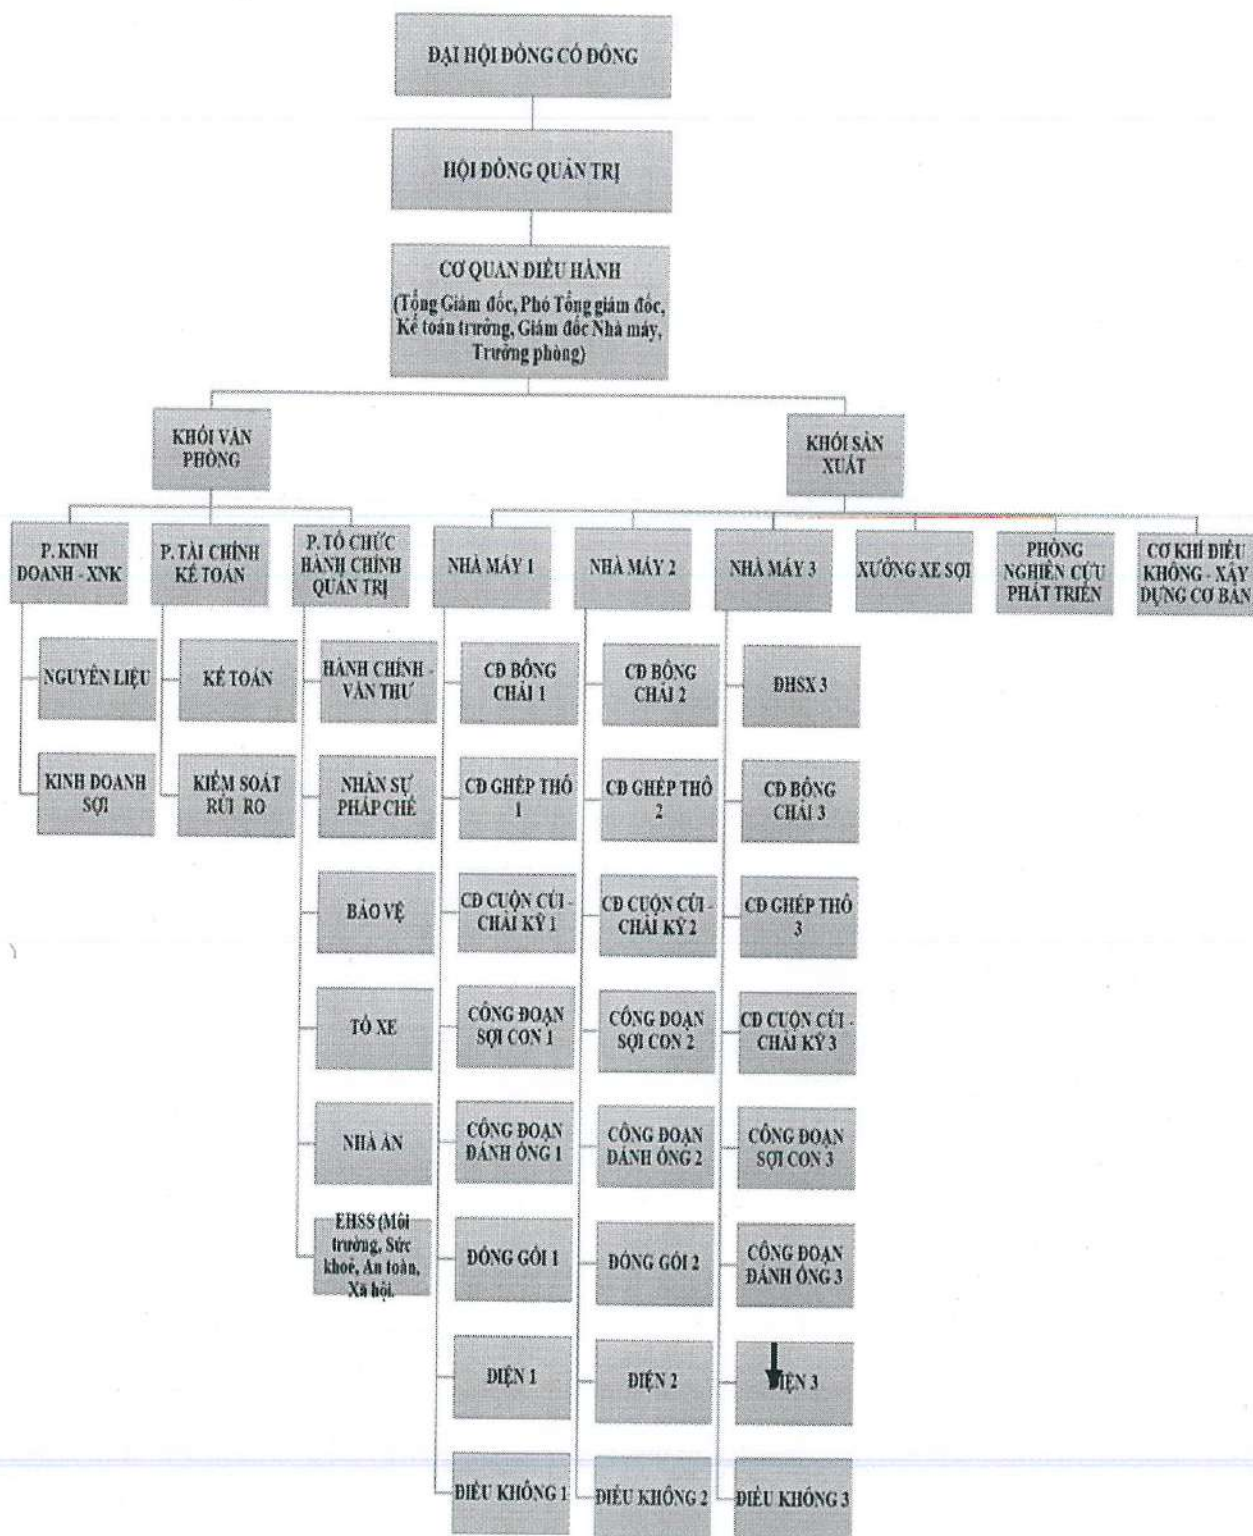 ĐẠI HỘI ĐỒNG CỔ ĐÔNG
HỘI ĐỒNG QUẢN TRỊ
CƠ QUAN ĐIỀU HÀNH
(Tổng Giám đốc, Phó Tổng giám đốc,
Kế toán trưởng, Giám đốc Nhà máy,
Trưởng phòng)
KHỐI VĂN
PHÒNG
KHỐI SẢN
XUẤT
P. KINH
DOANH - XNK
P. TÀI CHÍNH
KẾ TOÁN
P. TỔ CHỨC
HÀNH CHÍNH
QUẢN TRỊ
NHÀ MÁY 1
NHÀ MÁY 2
NHÀ MÁY 3
XƯỞNG XE SỢI
PHÒNG
NGHIÊN CỨU
PHÁT TRIỂN
CƠ KHÍ ĐIỀU
KHÔNG - XÂY
DỰNG CƠ BẢN
NGUYÊN LIỆU
KẾ TOÁN
HÀNH CHÍNH -
VĂN THƯ
CĐ BÔNG
CHẢI 1
CĐ BÔNG
CHẢI 2
ĐHSX 3
KINH DOANH
SỢI
KIỂM SOÁT
RỦI RO
NHÂN SỰ
PHÁP CHẾ
CĐ GHÉP THÔ
1
CĐ GHÉP THÔ
2
CĐ BÔNG
CHẢI 3
BẢO VỆ
CĐ CUỘN CÚI -
CHẢI KỸ 1
CĐ CUỘN CÚI -
CHẢI KỸ 2
CĐ GHÉP THÔ
3
TỔ XE
CÔNG ĐOẠN
SỢI CON 1
CÔNG ĐOẠN
SỢI CON 2
CĐ CUỘN CÚI -
CHẢI KỸ 3
NHÀ ĂN
CÔNG ĐOẠN
ĐÁNH ỐNG 1
CÔNG ĐOẠN
ĐÁNH ỐNG 2
CÔNG ĐOẠN
SỢI CON 3
EHSS (Môi
trường, Sức
khoẻ, An toàn,
Xã hội.
ĐÓNG GÓI 1
ĐÓNG GÓI 2
CÔNG ĐOẠN
ĐÁNH ỐNG 3
ĐIỆN 1
ĐIỆN 2
ĐIỆN 3
ĐIỀU KHÔNG 1
ĐIỀU KHÔNG 2
ĐIỀU KHÔNG 3